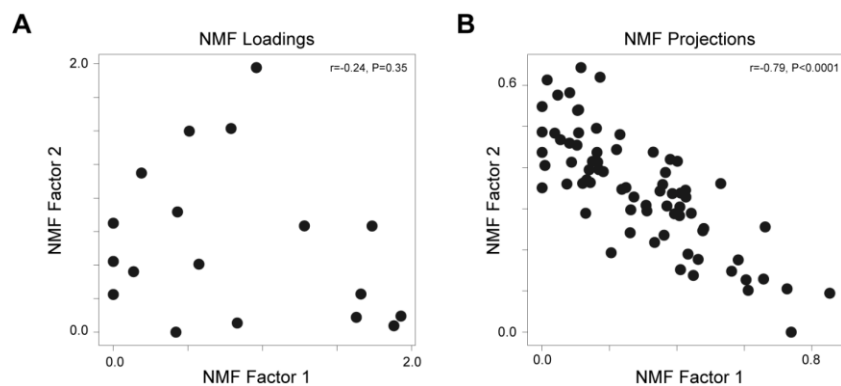 A
NMF Loadings
r=-0.24, P=0.35
2.0
NMF Factor 2
0.0
0.0
2.0
NMF Factor 1
B
NMF Projections
r=-0.79, P<0.0001
0.6
NMF Factor 2
0.0
0.0
0.8
NMF Factor 1